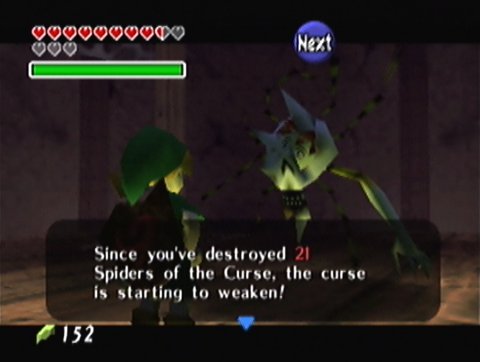 Next
Since you've destroyed 21
Spiders of the Curse, the curse
is starting to weaken!
152